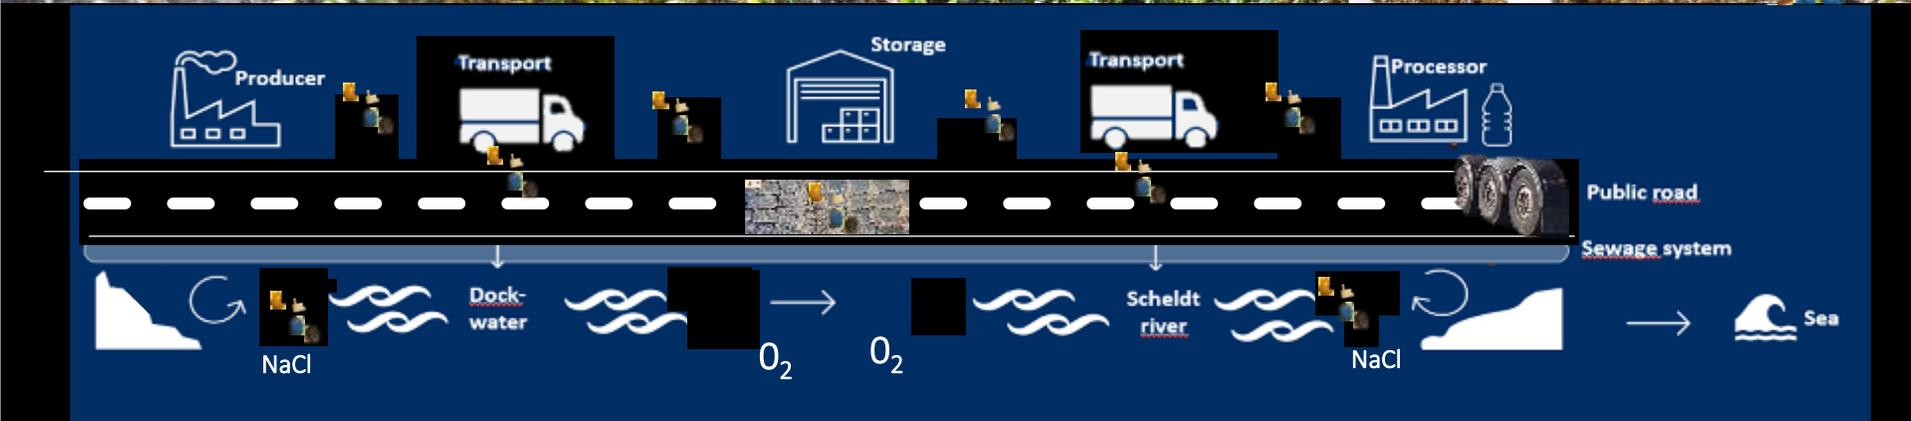 Producer
Transport
Storage
Transport
Processor
Public road
Sewage system
Dock-
water
Scheldt
river
Sea
NaCl
O2
O2
NaCl